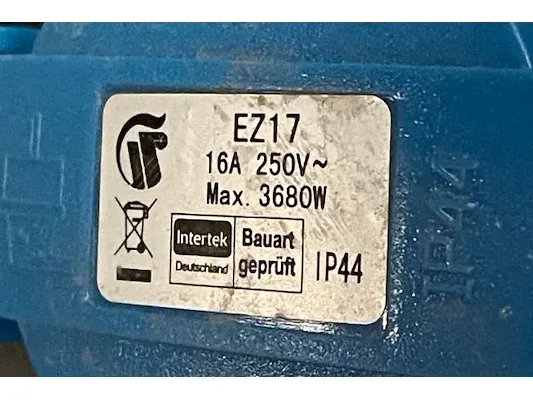 EZ17
16A 250V~
Max. 3680W
Intertek
Deutschland
Bauart
geprüft
IP44
IP44